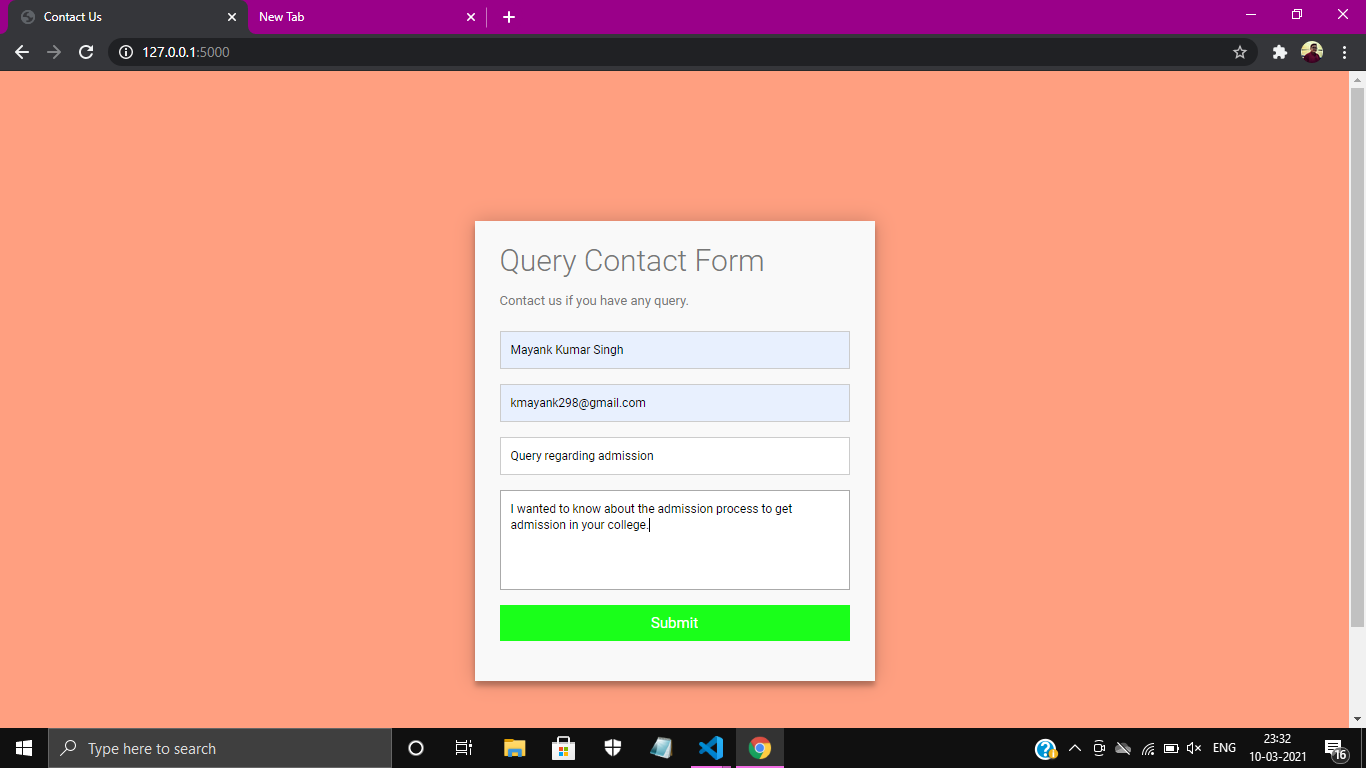 Contact Us
New Tab
127.0.0.1:5000
Query Contact Form
Contact us if you have any query.
Mayank Kumar Singh
kmayank298@gmail.com
Query regarding admission
I wanted to know about the admission process to get
admission in your college.
Submit
Type here to search
ENG
23:32
10-03-2021
16